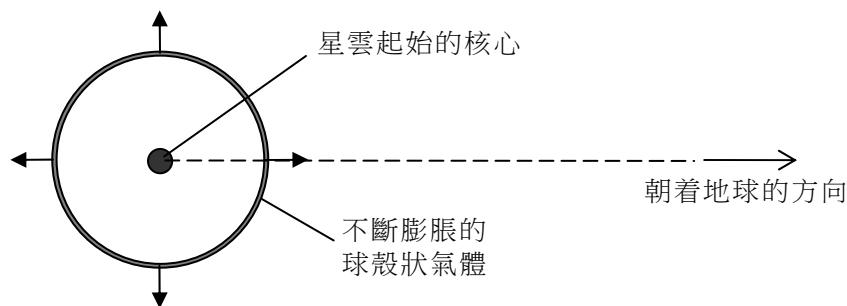 星雲起始的核心
朝着地球的方向
不斷膨脹的
球殼狀氣體